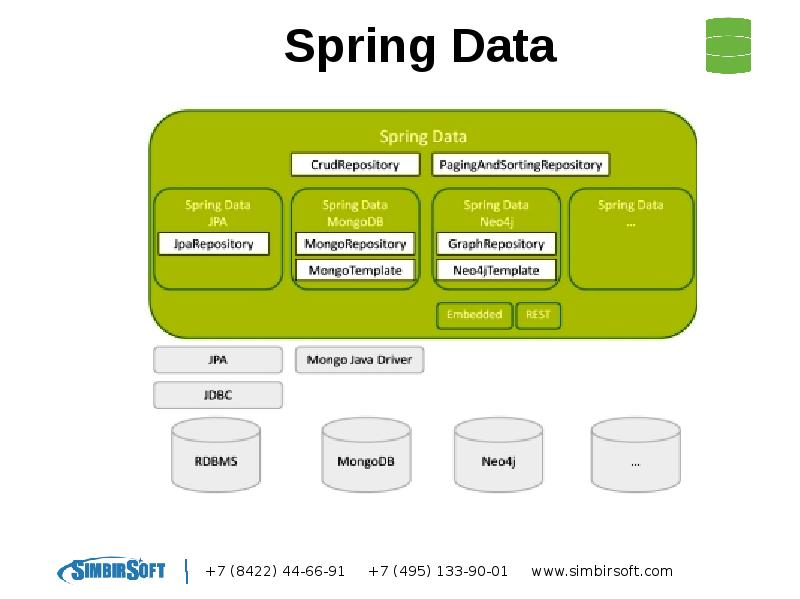 Spring Data
Spring Data
CrudRepository PagingAndSortingRepository
Spring Data
JPA
JpaRepository
Spring Data
MongoDB
MongoRepository
MongoTemplate
Spring Data
Neo4j
GraphRepository
Neo4jTemplate
Spring Data
...
Embedded REST
JPA Mongo Java Driver
JDBC
RDBMS MongoDB Neo4j ...
SIMBIRSOFT +7 (8422) 44-66-91 +7 (495) 133-90-01 www.simbirsoft.com